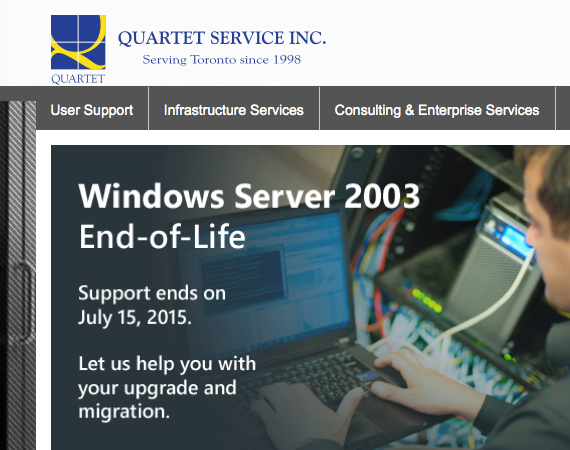 QUARTET SERVICE INC.
Serving Toronto since 1998
QUARTET
User Support
Infrastructure Services
Consulting & Enterprise Services
Windows Server 2003
End-of-Life
Support ends on
July 15, 2015.
Let us help you with
your upgrade and
migration.